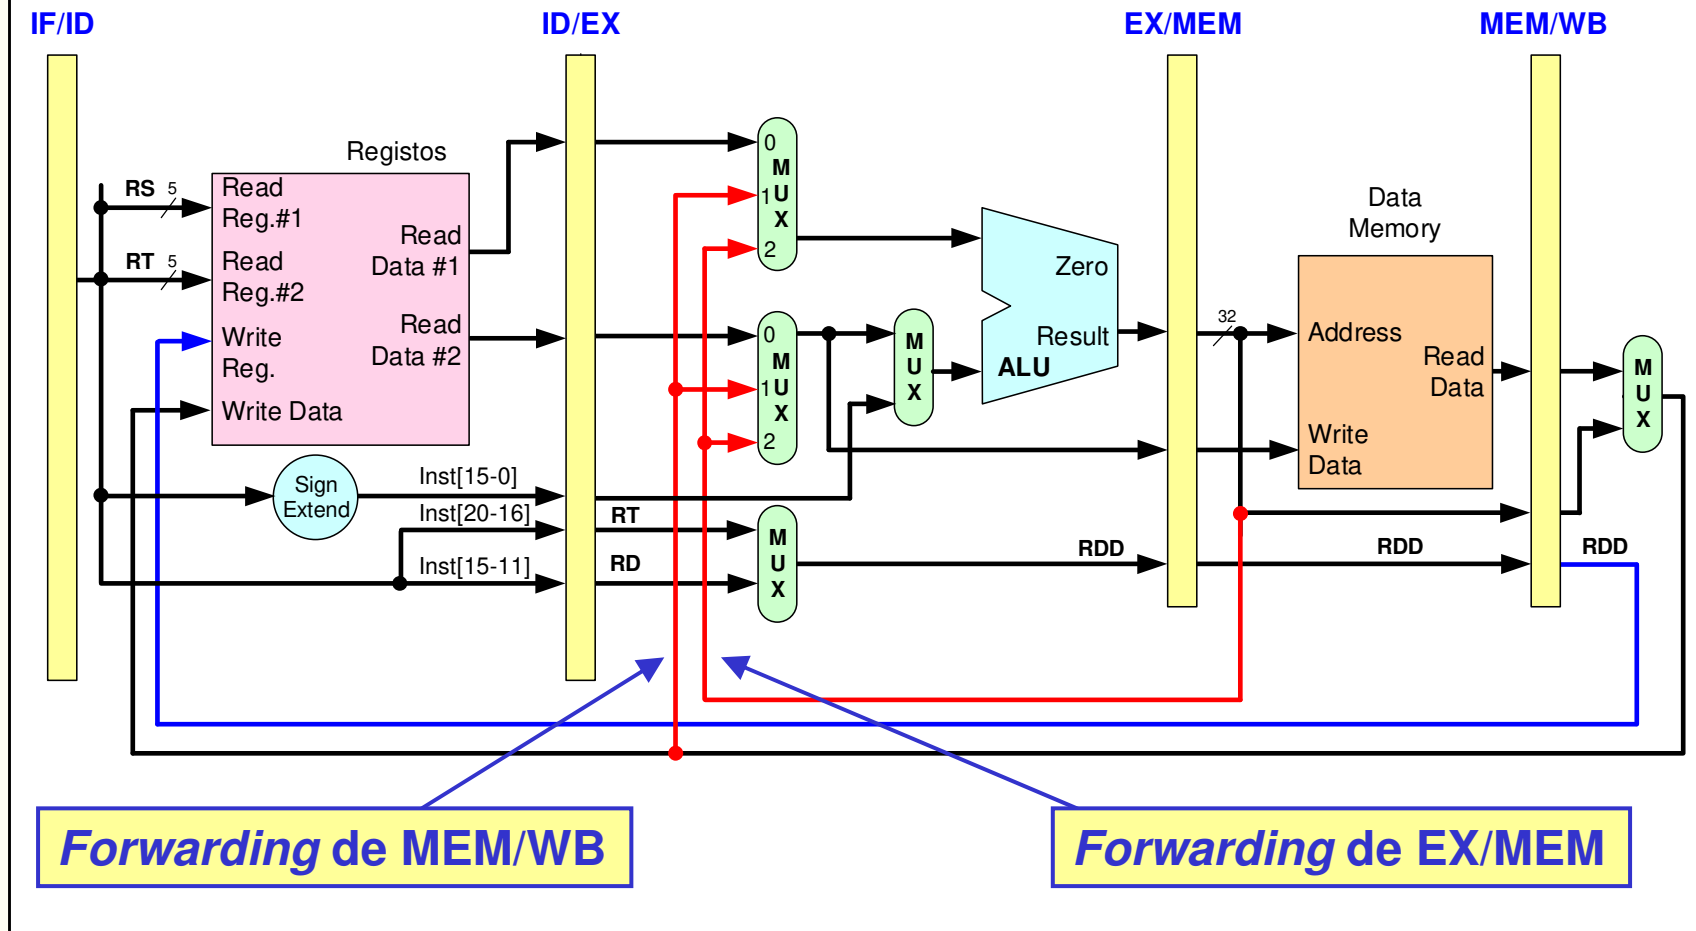 IF/ID
ID/EX
EX/MEM
MEM/WB
Registos
RS
5
Read
Reg.#1
RT
5
Read
Reg.#2
Write
Reg.
Write Data
Read
Data #1
Read
Data #2
Sign
Extend
Inst[15-0]
Inst[20-16]
Inst[15-11]
RT
RD
0
M
1U
X
2
0
M
1U
X
2
M
U
X
M
U
X
Zero
Result
ALU
RDD
32
Data
Memory
Address
Read
Data
Write
Data
RDD
RDD
M
U
X
Forwarding de MEM/WB
Forwarding de EX/MEM